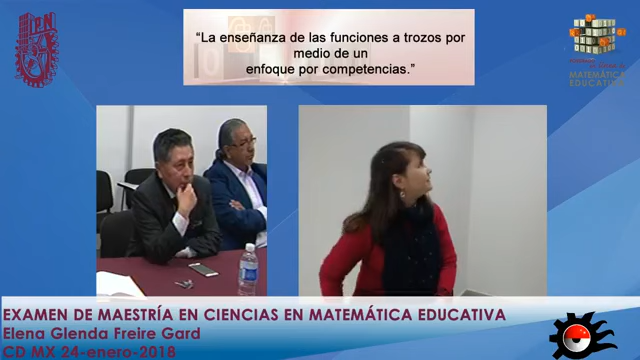 “La enseñanza de las funciones a trozos por
medio de un
enfoque por competencias.”
MATEMÁTICA
EDUCATIVA
EXAMEN DE MAESTRÍA EN CIENCIAS EN MATEMÁTICA EDUCATIVA
Elena Glenda Freire Gard
CD MX 24-enero-2018